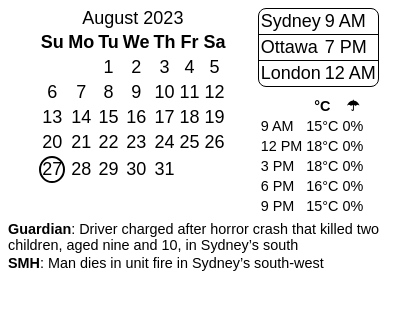 August 2023
Su Mo Tu We Th Fr Sa
1 2 3 4 5
6 7 8 9 10 11 12
13 14 15 16 17 18 19
20 21 22 23 24 25 26
27 28 29 30 31
Sydney 9 AM
Ottawa 7 PM
London 12 AM
°C ☂
9 AM 15°C 0%
12 PM 18°C 0%
3 PM 18°C 0%
6 PM 16°C 0%
9 PM 15°C 0%
Guardian: Driver charged after horror crash that killed two
children, aged nine and 10, in Sydney’s south
SMH: Man dies in unit fire in Sydney’s south-west